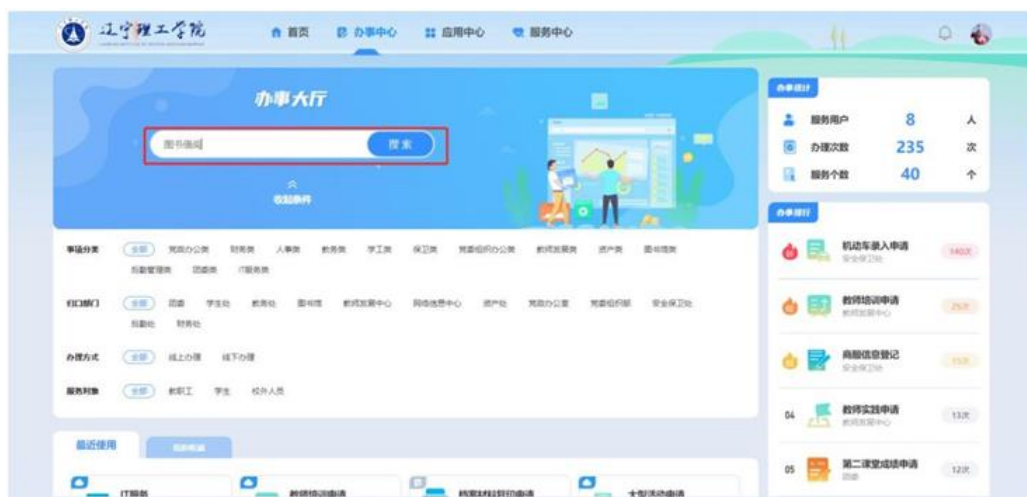 辽宁理工学院
首页 办事中心 应用中心 服务中心
办事大厅
搜索
收起条件
事项分类 全部 党政办公类 财务类 人事类 教务类 学工类 保卫类 党委组织办公类 教师发展类 资产类 图书馆类
后勤管理类 团委类 IT服务类
归口部门 全部 团委 学生处 教务处 图书馆 教师发展中心 网络信息中心 资产处 党政办公室 党委组织部 安全保卫处
后勤处 财务处
办理方式 全部 线上办理 线下办理
服务对象 全部 教职工 学生 校外人员
最近使用
IT服务 教师培训申请 档案材料复印申请 大型活动申请
办事统计
服务用户 8 人
办理次数 235 次
服务个数 40 个
办事排行
机动车录入申请 140次
安全保卫处
教师培训申请 25次
教师发展中心
商服信息登记 15次
安全保卫处
04 教师实践申请 13次
教师发展中心
05 第二课堂成绩申请 12次
团委